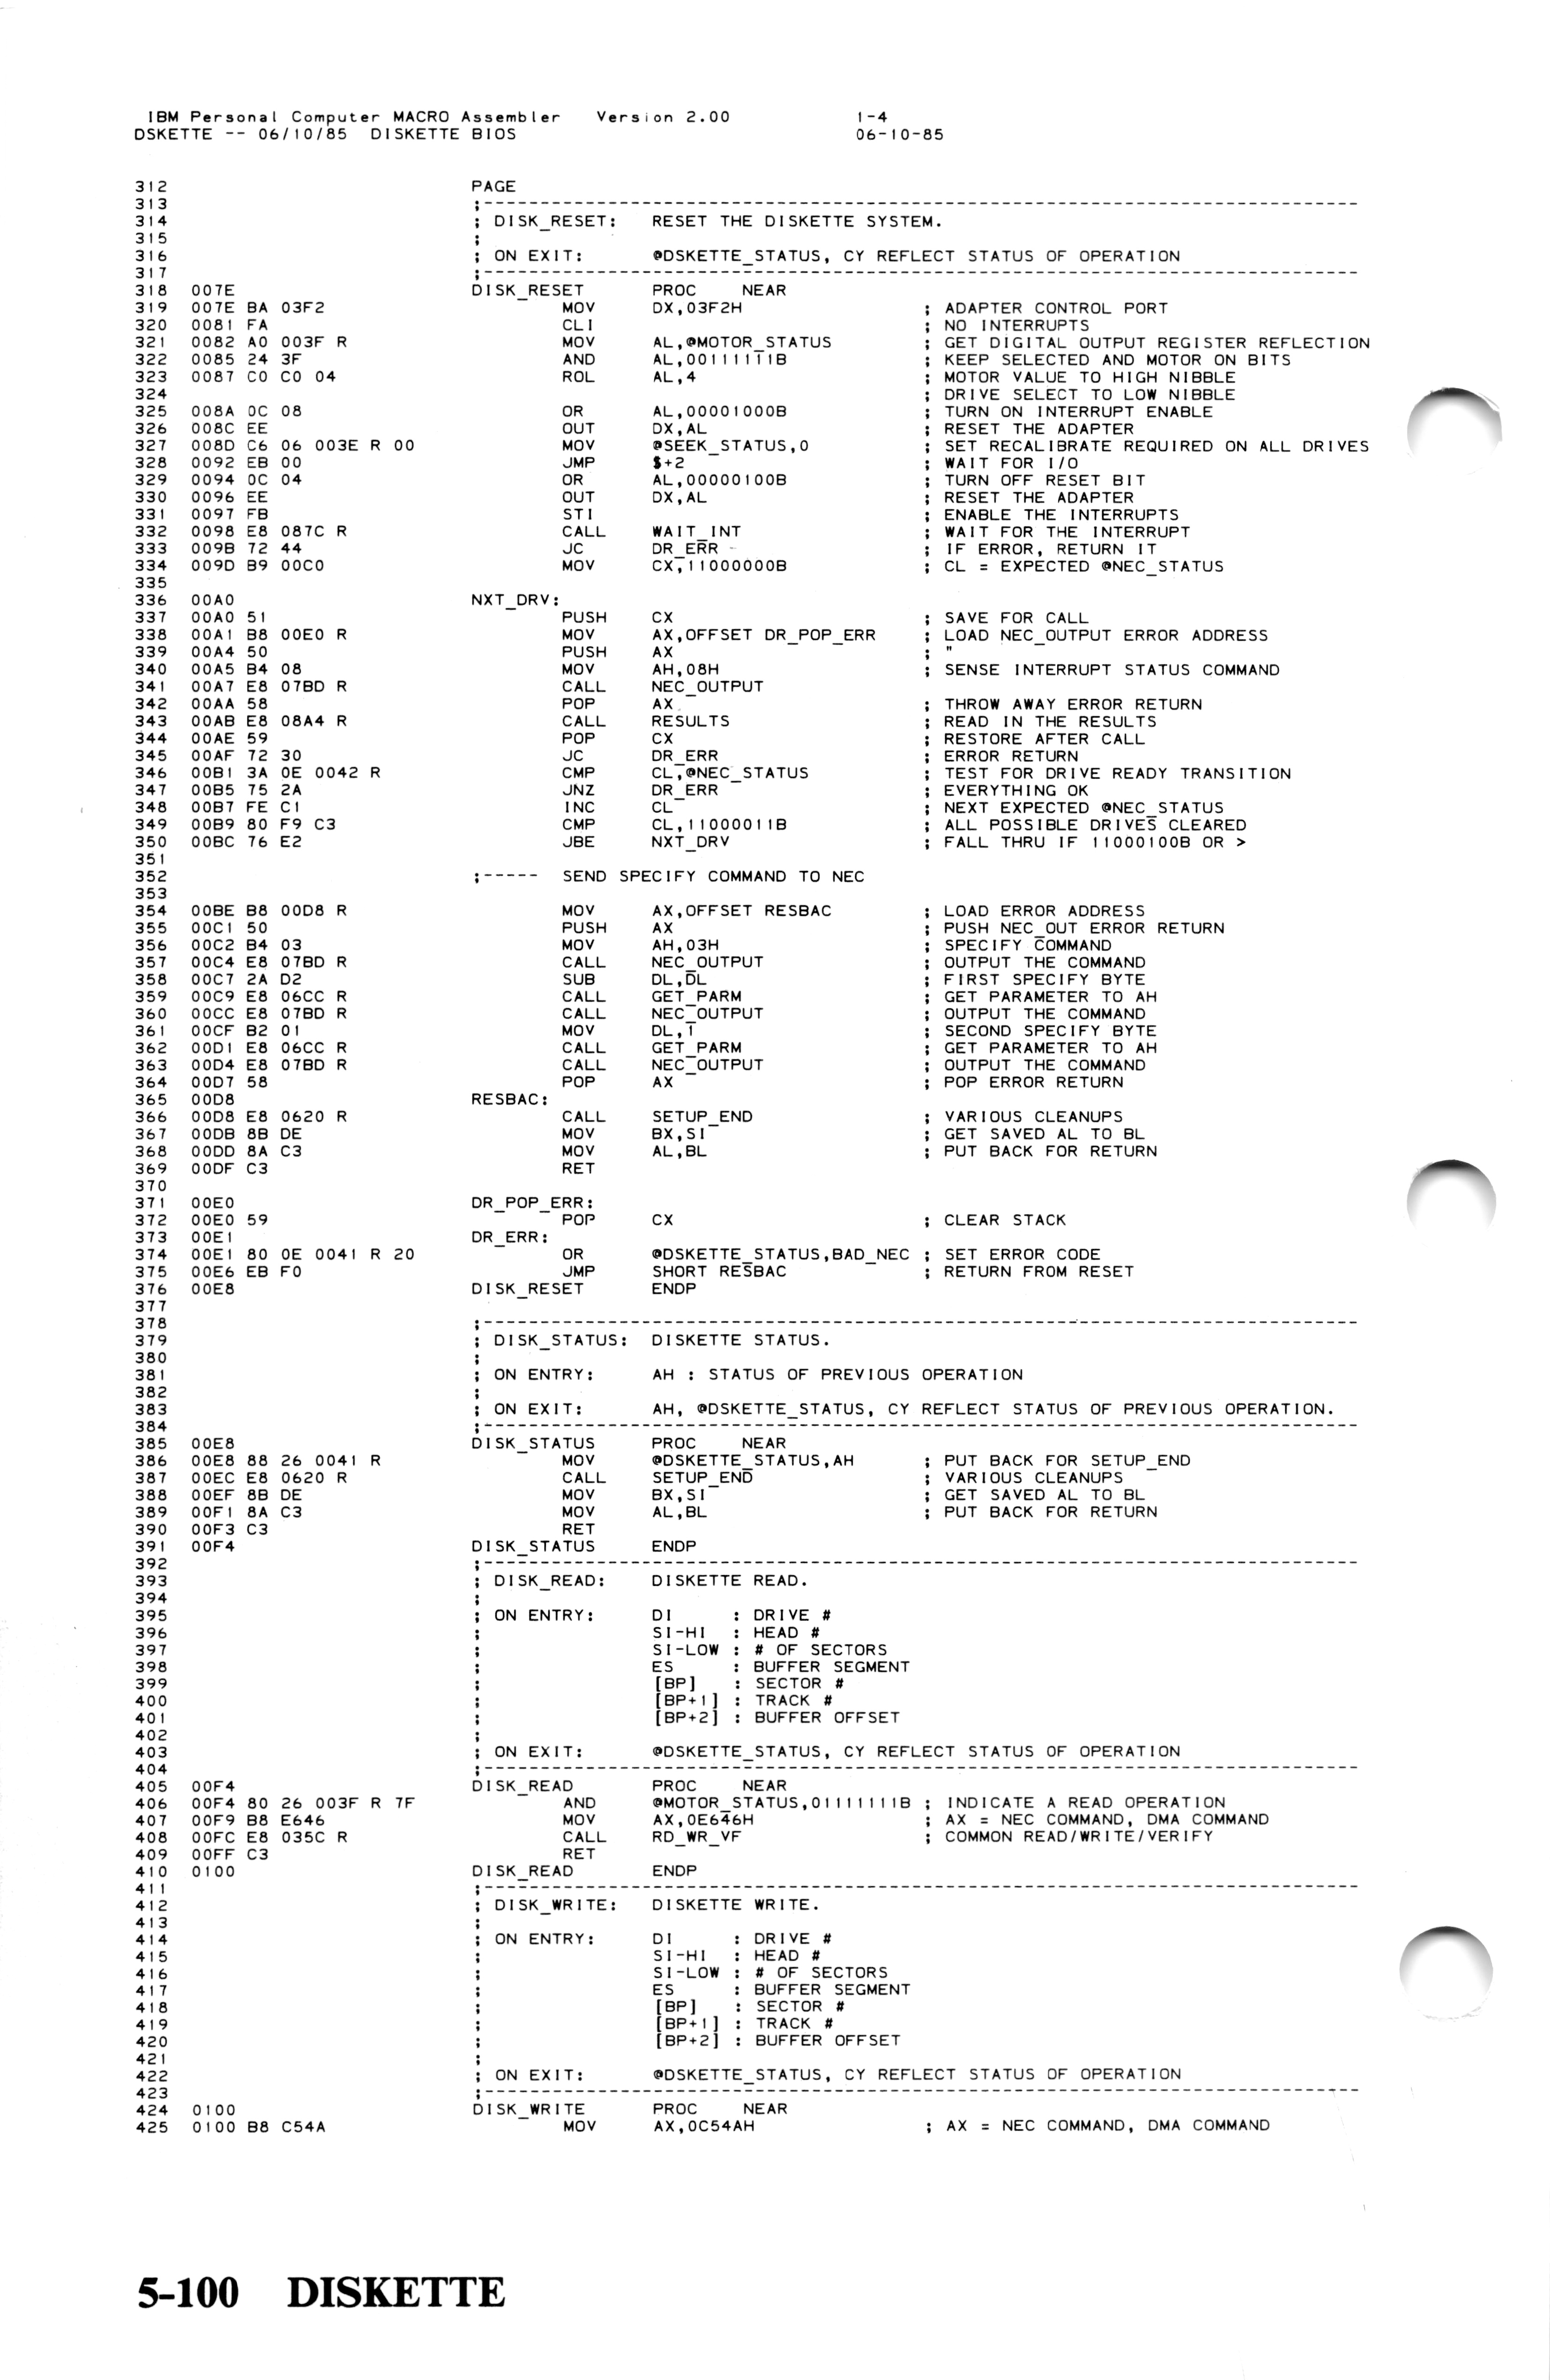 IBM Personal Computer MACRO Assembler   Version 2.00              1-4
DSKETTE -- 06/10/85  DISKETTE BIOS                                06-10-85
312                              PAGE
313                              ;------------------------------------------------------------------------------
314                              ; DISK_RESET:   RESET THE DISKETTE SYSTEM.
315                              ;
316                              ; ON EXIT:      @DSKETTE_STATUS, CY REFLECT STATUS OF OPERATION
317                              ;------------------------------------------------------------------------------
318  007E                        DISK_RESET      PROC    NEAR
319  007E BA 03F2                        MOV     DX,03F2H                ; ADAPTER CONTROL PORT
320  0081 FA                             CLI                             ; NO INTERRUPTS
321  0082 A0 003F R                      MOV     AL,@MOTOR_STATUS        ; GET DIGITAL OUTPUT REGISTER REFLECTION
322  0085 24 3F                          AND     AL,00111111B            ; KEEP SELECTED AND MOTOR ON BITS
323  0087 C0 C0 04                       ROL     AL,4                    ; MOTOR VALUE TO HIGH NIBBLE
324                                                                      ; DRIVE SELECT TO LOW NIBBLE
325  008A 0C 08                          OR      AL,00001000B            ; TURN ON INTERRUPT ENABLE
326  008C EE                             OUT     DX,AL                   ; RESET THE ADAPTER
327  008D C6 06 003E R 00                MOV     @SEEK_STATUS,0          ; SET RECALIBRATE REQUIRED ON ALL DRIVES
328  0092 EB 00                          JMP     $+2                     ; WAIT FOR I/O
329  0094 0C 04                          OR      AL,00000100B            ; TURN OFF RESET BIT
330  0096 EE                             OUT     DX,AL                   ; RESET THE ADAPTER
331  0097 FB                             STI                             ; ENABLE THE INTERRUPTS
332  0098 E8 087C R                      CALL    WAIT_INT                ; WAIT FOR THE INTERRUPT
333  009B 72 44                          JC      DR_ERR                  ; IF ERROR, RETURN IT
334  009D B9 00C0                        MOV     CX,11000000B            ; CL = EXPECTED @NEC_STATUS
335
336  00A0                        NXT_DRV:
337  00A0 51                             PUSH    CX                      ; SAVE FOR CALL
338  00A1 B8 00E0 R                      MOV     AX,OFFSET DR_POP_ERR    ; LOAD NEC_OUTPUT ERROR ADDRESS
339  00A4 50                             PUSH    AX                      ; "
340  00A5 B4 08                          MOV     AH,08H                  ; SENSE INTERRUPT STATUS COMMAND
341  00A7 E8 07BD R                      CALL    NEC_OUTPUT
342  00AA 58                             POP     AX                      ; THROW AWAY ERROR RETURN
343  00AB E8 08A4 R                      CALL    RESULTS                 ; READ IN THE RESULTS
344  00AE 59                             POP     CX                      ; RESTORE AFTER CALL
345  00AF 72 30                          JC      DR_ERR                  ; ERROR RETURN
346  00B1 3A 0E 0042 R                   CMP     CL,@NEC_STATUS          ; TEST FOR DRIVE READY TRANSITION
347  00B5 75 2A                          JNZ     DR_ERR                  ; EVERYTHING OK
348  00B7 FE C1                          INC     CL                      ; NEXT EXPECTED @NEC_STATUS
349  00B9 80 F9 C3                       CMP     CL,11000011B            ; ALL POSSIBLE DRIVES CLEARED
350  00BC 76 E2                          JBE     NXT_DRV                 ; FALL THRU IF 11000100B OR >
351
352                              ;-----  SEND SPECIFY COMMAND TO NEC
353
354  00BE B8 00D8 R                      MOV     AX,OFFSET RESBAC        ; LOAD ERROR ADDRESS
355  00C1 50                             PUSH    AX                      ; PUSH NEC_OUT ERROR RETURN
356  00C2 B4 03                          MOV     AH,03H                  ; SPECIFY COMMAND
357  00C4 E8 07BD R                      CALL    NEC_OUTPUT              ; OUTPUT THE COMMAND
358  00C7 2A D2                          SUB     DL,DL                   ; FIRST SPECIFY BYTE
359  00C9 E8 06CC R                      CALL    GET_PARM                ; GET PARAMETER TO AH
360  00CC E8 07BD R                      CALL    NEC_OUTPUT              ; OUTPUT THE COMMAND
361  00CF B2 01                          MOV     DL,1                    ; SECOND SPECIFY BYTE
362  00D1 E8 06CC R                      CALL    GET_PARM                ; GET PARAMETER TO AH
363  00D4 E8 07BD R                      CALL    NEC_OUTPUT              ; OUTPUT THE COMMAND
364  00D7 58                             POP     AX                      ; POP ERROR RETURN
365  00D8                        RESBAC:
366  00D8 E8 0620 R                      CALL    SETUP_END               ; VARIOUS CLEANUPS
367  00DB 8B DE                          MOV     BX,SI                   ; GET SAVED AL TO BL
368  00DD 8A C3                          MOV     AL,BL                   ; PUT BACK FOR RETURN
369  00DF C3                             RET
370
371  00E0                        DR_POP_ERR:
372  00E0 59                             POP     CX                      ; CLEAR STACK
373  00E1                        DR_ERR:
374  00E1 80 0E 0041 R 20                OR      @DSKETTE_STATUS,BAD_NEC ; SET ERROR CODE
375  00E6 EB F0                          JMP     SHORT RESBAC            ; RETURN FROM RESET
376  00E8                        DISK_RESET      ENDP
377
378                              ;------------------------------------------------------------------------------
379                              ; DISK_STATUS:  DISKETTE STATUS.
380                              ;
381                              ; ON ENTRY:     AH : STATUS OF PREVIOUS OPERATION
382                              ;
383                              ; ON EXIT:      AH, @DSKETTE_STATUS, CY REFLECT STATUS OF PREVIOUS OPERATION.
384                              ;------------------------------------------------------------------------------
385  00E8                        DISK_STATUS     PROC    NEAR
386  00E8 88 26 0041 R                   MOV     @DSKETTE_STATUS,AH      ; PUT BACK FOR SETUP_END
387  00EC E8 0620 R                      CALL    SETUP_END               ; VARIOUS CLEANUPS
388  00EF 8B DE                          MOV     BX,SI                   ; GET SAVED AL TO BL
389  00F1 8A C3                          MOV     AL,BL                   ; PUT BACK FOR RETURN
390  00F3 C3                             RET
391  00F4                        DISK_STATUS     ENDP
392                              ;------------------------------------------------------------------------------
393                              ; DISK_READ:    DISKETTE READ.
394                              ;
395                              ; ON ENTRY:     DI      : DRIVE #
396                              ;               SI-HI   : HEAD #
397                              ;               SI-LOW  : # OF SECTORS
398                              ;               ES      : BUFFER SEGMENT
399                              ;               [BP]    : SECTOR #
400                              ;               [BP+1]  : TRACK #
401                              ;               [BP+2]  : BUFFER OFFSET
402                              ;
403                              ; ON EXIT:      @DSKETTE_STATUS, CY REFLECT STATUS OF OPERATION
404                              ;------------------------------------------------------------------------------
405  00F4                        DISK_READ       PROC    NEAR
406  00F4 80 26 003F R 7F                AND     @MOTOR_STATUS,01111111B ; INDICATE A READ OPERATION
407  00F9 B8 E646                        MOV     AX,0E646H               ; AX = NEC COMMAND, DMA COMMAND
408  00FC E8 035C R                      CALL    RD_WR_VF                ; COMMON READ/WRITE/VERIFY
409  00FF C3                             RET
410  0100                        DISK_READ       ENDP
411                              ;------------------------------------------------------------------------------
412                              ; DISK_WRITE:   DISKETTE WRITE.
413                              ;
414                              ; ON ENTRY:     DI      : DRIVE #
415                              ;               SI-HI   : HEAD #
416                              ;               SI-LOW  : # OF SECTORS
417                              ;               ES      : BUFFER SEGMENT
418                              ;               [BP]    : SECTOR #
419                              ;               [BP+1]  : TRACK #
420                              ;               [BP+2]  : BUFFER OFFSET
421                              ;
422                              ; ON EXIT:      @DSKETTE_STATUS, CY REFLECT STATUS OF OPERATION
423                              ;------------------------------------------------------------------------------
424  0100                        DISK_WRITE      PROC    NEAR
425  0100 B8 C54A                        MOV     AX,0C54AH               ; AX = NEC COMMAND, DMA COMMAND
5-100   DISKETTE